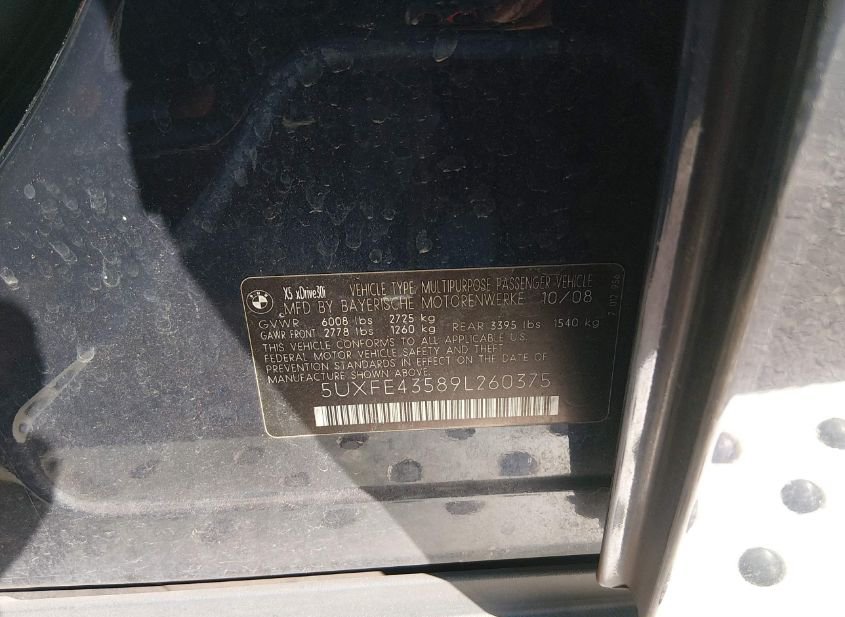 X5 xDrive30i VEHICLE TYPE MULTIPURPOSE PASSENGER VEHICLE
MFD BY BAYERISCHE MOTORENWERKE 10/08
GVWR 6008 lbs 2725 kg
GAWR FRONT 2778 lbs 1260 kg REAR 3395 lbs 1540 kg
THIS VEHICLE CONFORMS TO ALL APPLICABLE U.S.
FEDERAL MOTOR VEHICLE SAFETY AND THEFT
PREVENTION STANDARDS IN EFFECT ON THE DATE OF
MANUFACTURE SHOWN ABOVE.
5UXFE43589L260375